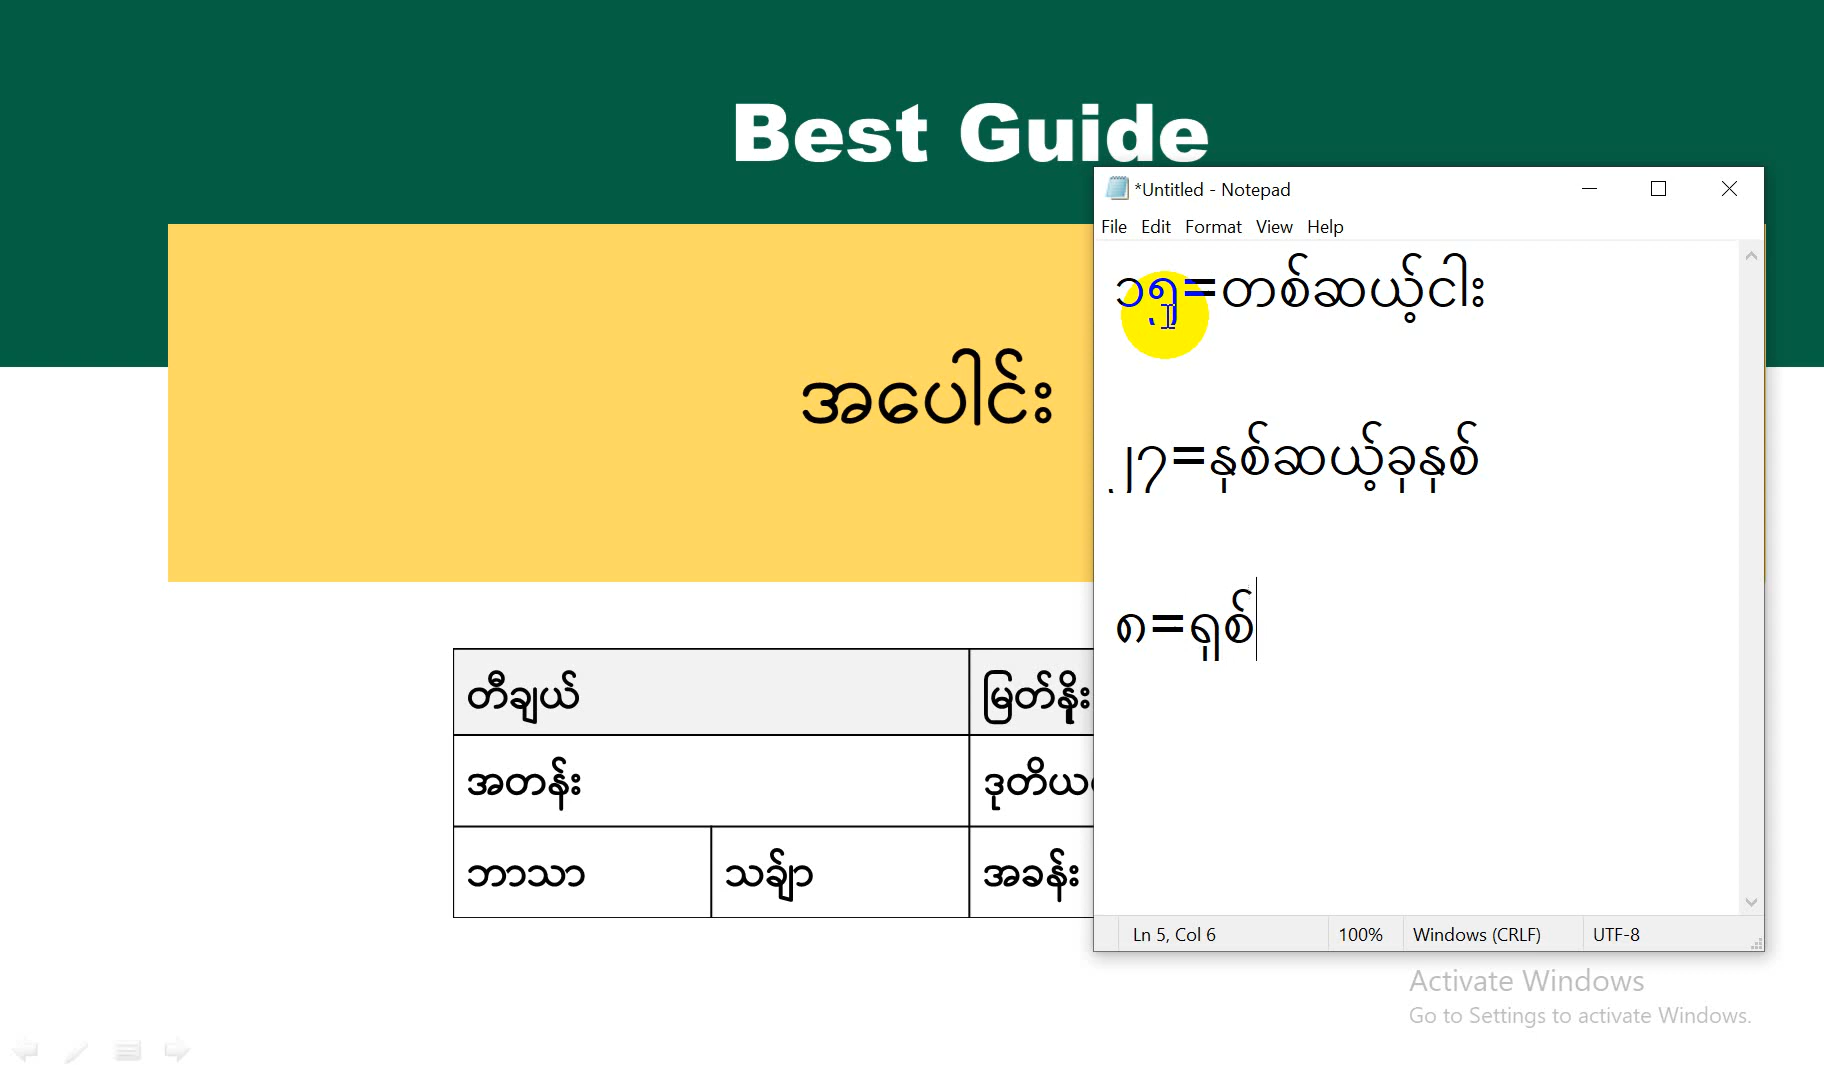 Best Guide
အပေါင်း
တီချယ် မြတ်နိုး
အတန်း ဒုတိယ
ဘာသာ သင်္ချာ အခန်း
*Untitled - Notepad
File Edit Format View Help
၁၅=တစ်ဆယ့်ငါး
၂၇=နှစ်ဆယ့်ခုနှစ်
၈=ရှစ်
Ln 5, Col 6 100% Windows (CRLF) UTF-8
Activate Windows
Go to Settings to activate Windows.